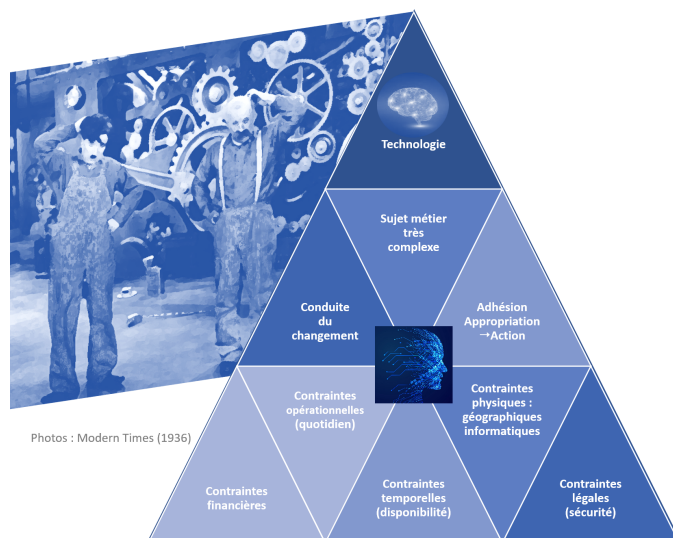 Technologie
Sujet métier
très
complexe
Conduite
du
changement
Adhésion
Appropriation
→Action
Contraintes
opérationnelles
(quotidien)
Contraintes
physiques :
géographiques
informatiques
Photos : Modern Times (1936)
Contraintes
financières
Contraintes
temporelles
(disponibilité)
Contraintes
légales
(sécurité)